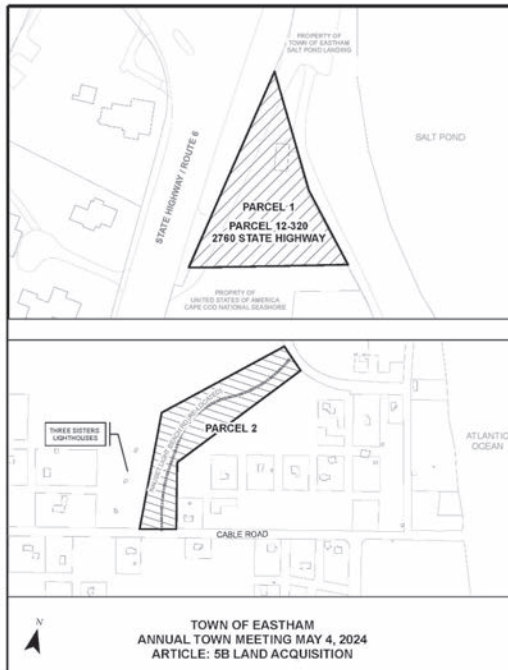 PROPERTY OF
TOWN OF EASTHAM
SALT POND LANDING
SALT POND
STATE HIGHWAY / ROUTE 6
PARCEL 1
PARCEL 12-320
2760 STATE HIGHWAY
PROPERTY OF
UNITED STATES OF AMERICA
CAPE COD NATIONAL SEASHORE
THREE SISTERS
LIGHTHOUSES
PARCEL 2
ATLANTIC
OCEAN
CABLE ROAD
N
TOWN OF EASTHAM
ANNUAL TOWN MEETING MAY 4, 2024
ARTICLE: 5B LAND ACQUISITION